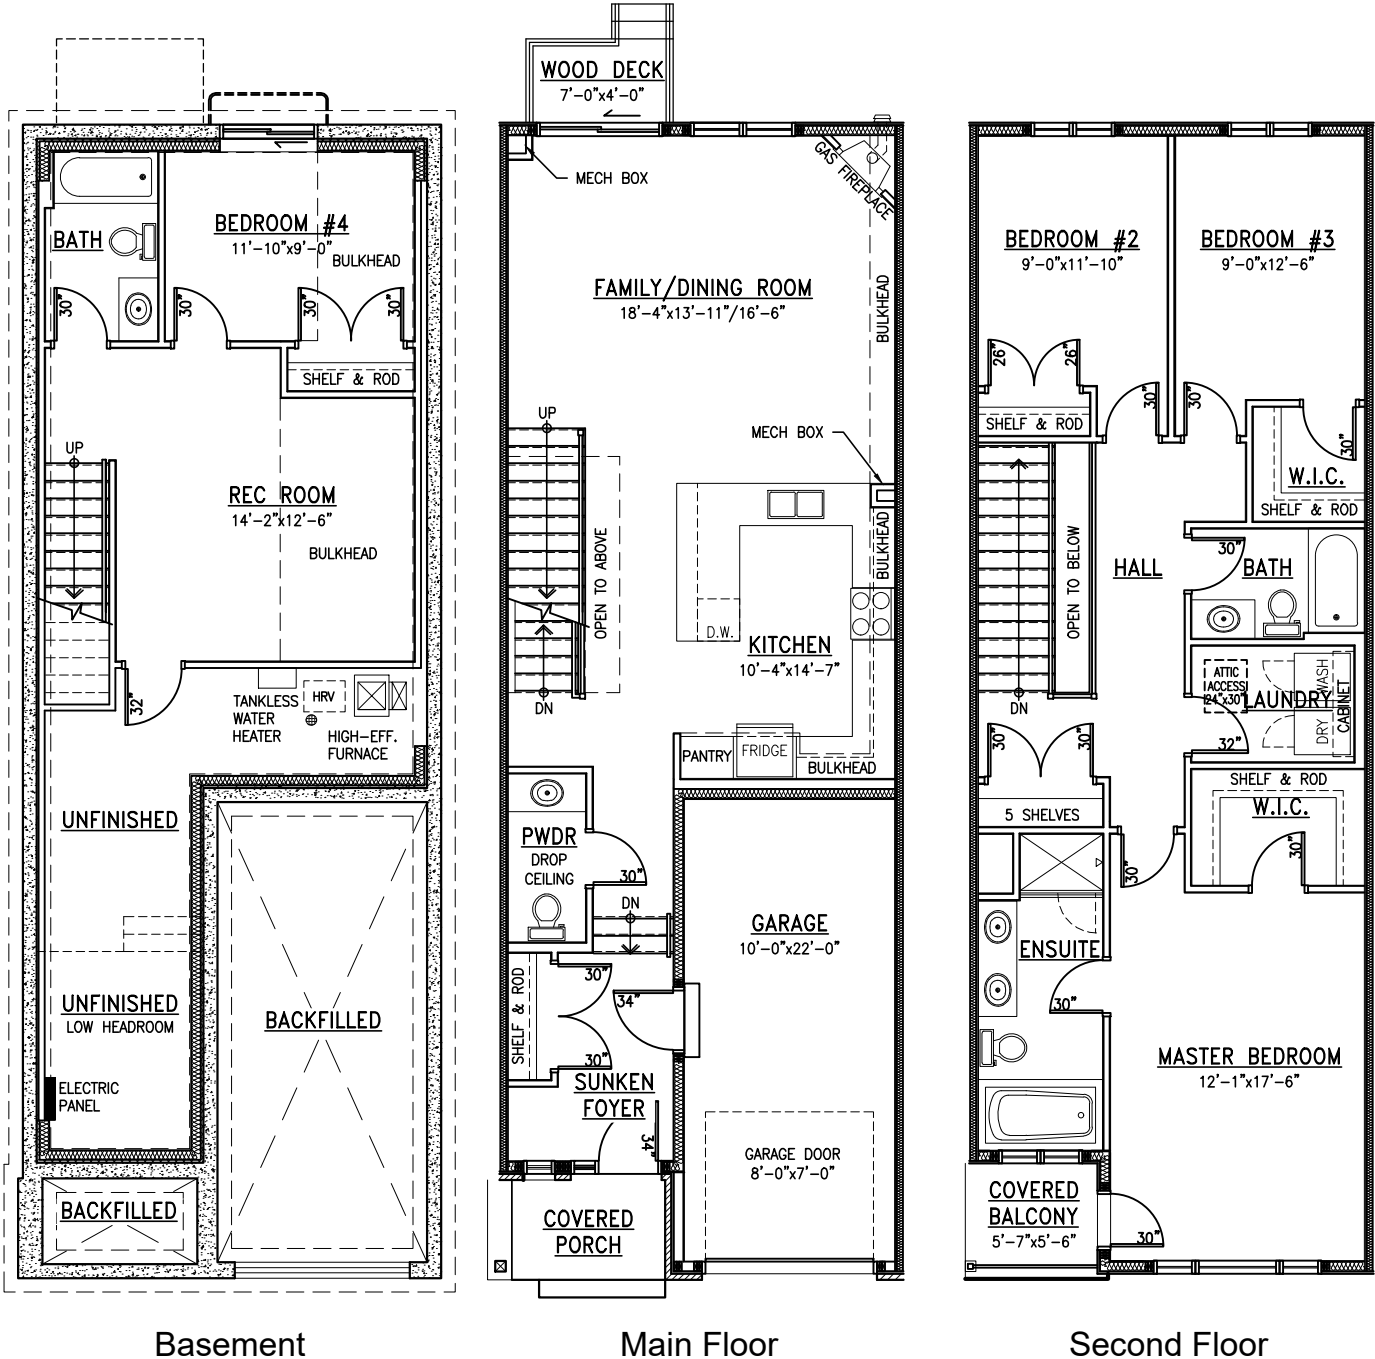 BATH
BEDROOM #4
11'-10"x9'-0"
BULKHEAD
30"
30"
30"
30"
SHELF & ROD
UP
REC ROOM
14'-2"x12'-6"
BULKHEAD
32"
TANKLESS
WATER
HEATER
HRV
HIGH-EFF.
FURNACE
UNFINISHED
UNFINISHED
LOW HEADROOM
BACKFILLED
ELECTRIC
PANEL
BACKFILLED
Basement
WOOD DECK
7'-0"x4'-0"
MECH BOX
GAS FIREPLACE
FAMILY/DINING ROOM
18'-4"x13'-11"/16'-6"
BULKHEAD
UP
MECH BOX
OPEN TO ABOVE
BULKHEAD
D.W.
KITCHEN
10'-4"x14'-7"
DN
PANTRY
FRIDGE
BULKHEAD
PWDR
DROP
CEILING
30"
DN
GARAGE
10'-0"x22'-0"
SHELF & ROD
30"
34"
30"
SUNKEN
FOYER
34"
GARAGE DOOR
8'-0"x7'-0"
COVERED
PORCH
Main Floor
BEDROOM #2
9'-0"x11'-10"
BEDROOM #3
9'-0"x12'-6"
26"
26"
30"
30"
SHELF & ROD
30"
W.I.C.
SHELF & ROD
OPEN TO BELOW
HALL
30"
BATH
DN
ATTIC
ACCESS
24"x30"
LAUNDRY
WASH
DRY
CABINET
32"
30"
30"
5 SHELVES
SHELF & ROD
W.I.C.
30"
30"
ENSUITE
30"
MASTER BEDROOM
12'-1"x17'-6"
COVERED
BALCONY
5'-7"x5'-6"
30"
Second Floor